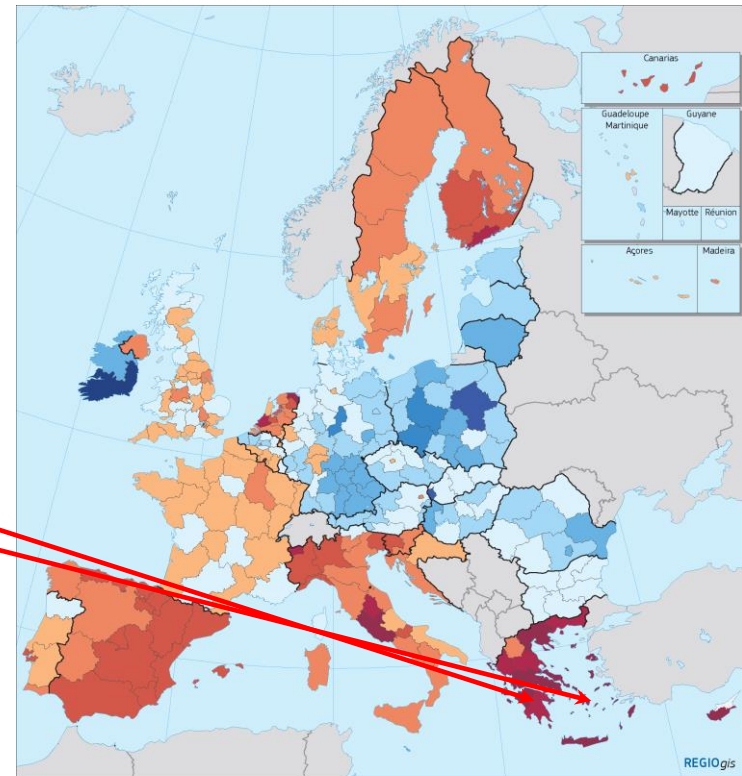 Canarias
Guadeloupe
Martinique
Guyane
Mayotte
Réunion
Açores
Madeira
REGIOgis